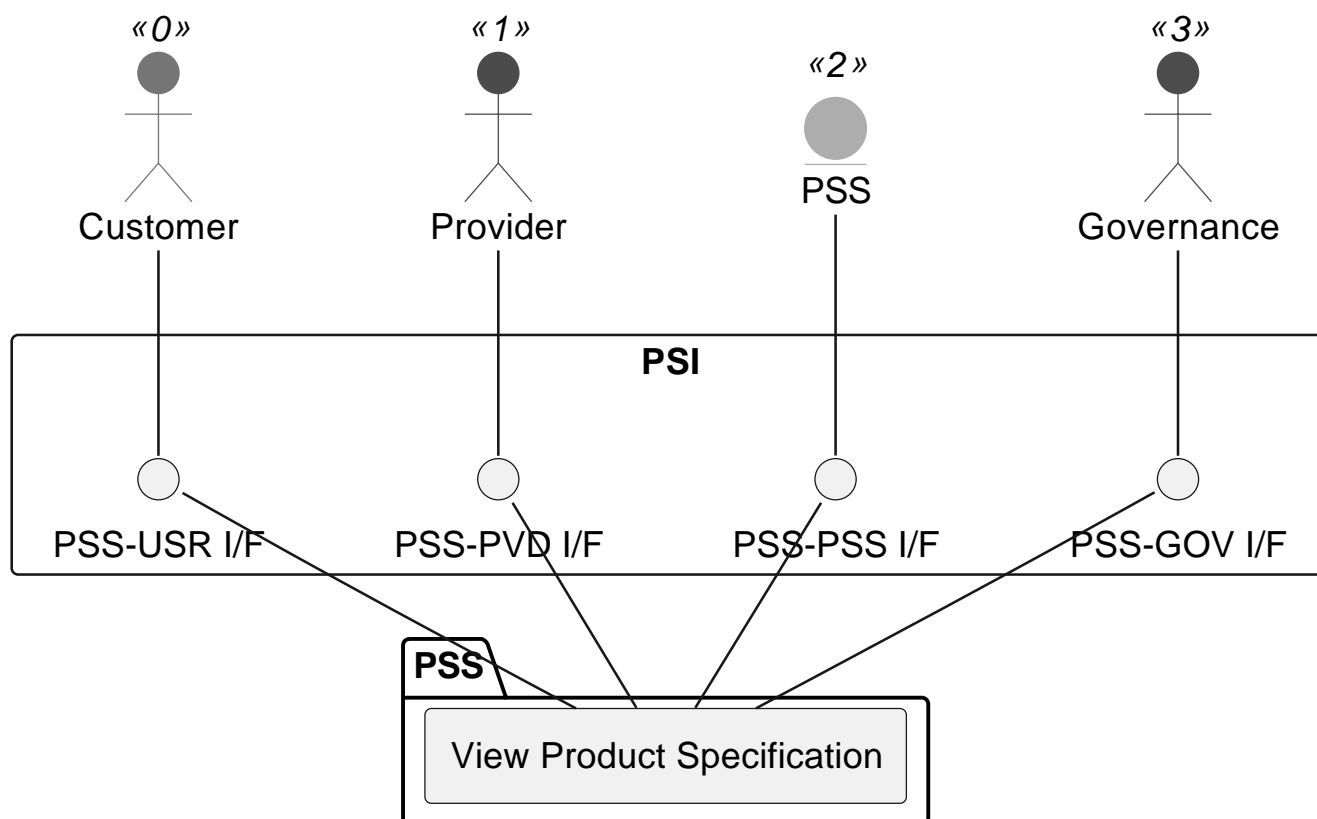 «0»
«1»
«2»
«3»
Customer
Provider
PSS
Governance
PSI
PSS-USR I/F
PSS-PVD I/F
PSS-PSS I/F
PSS-GOV I/F
PSS
View Product Specification